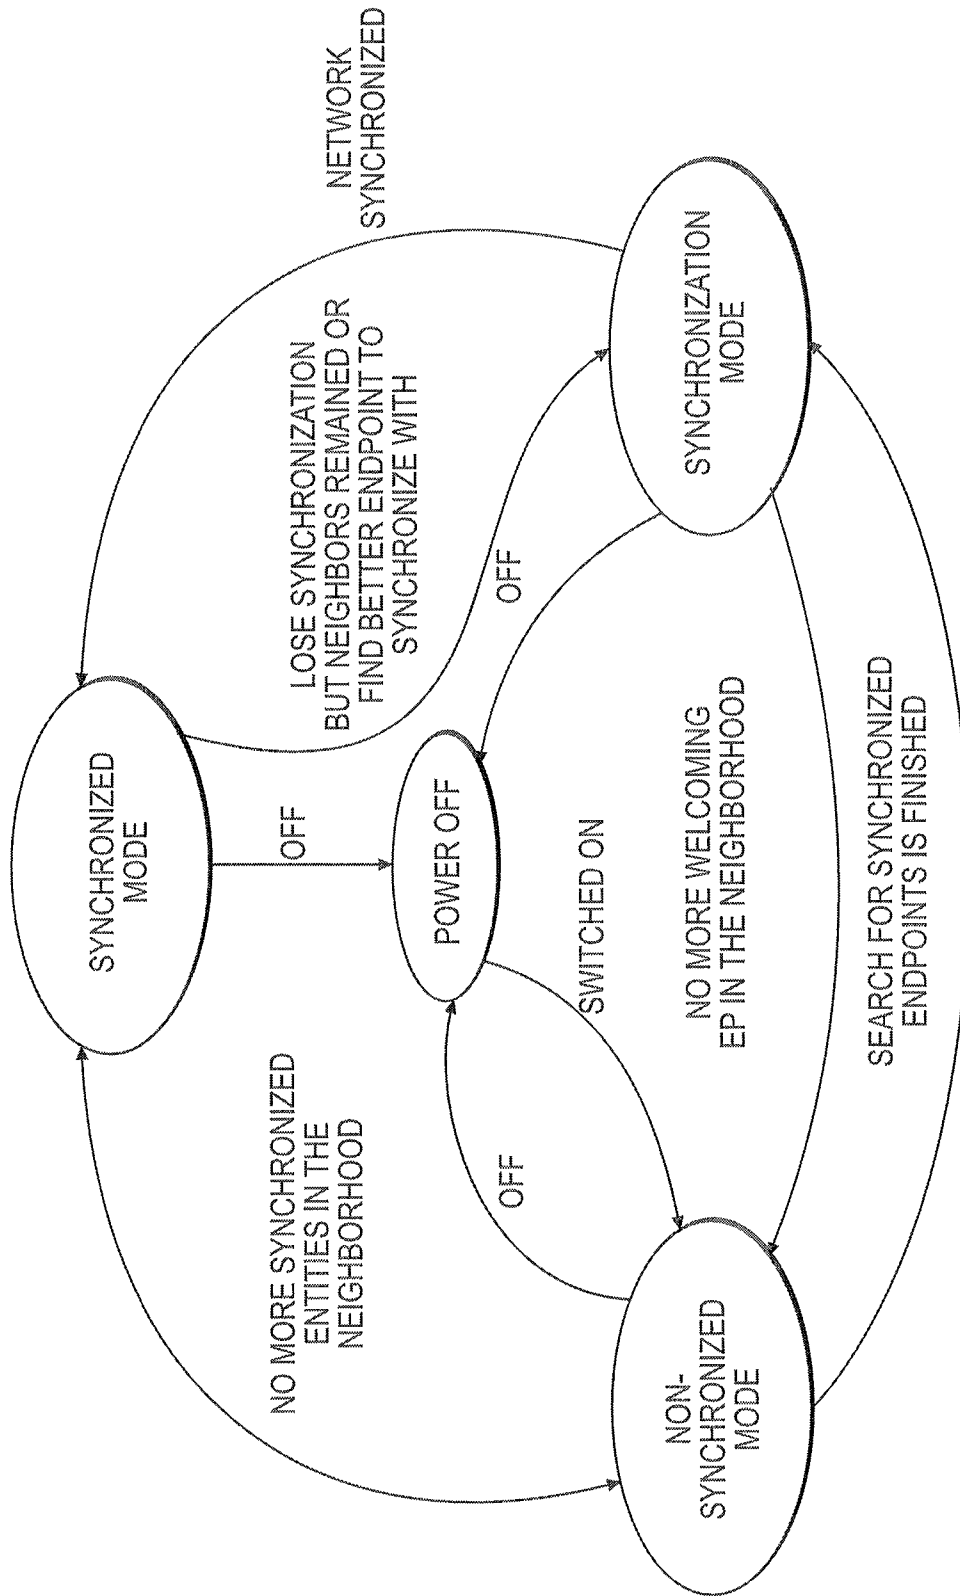 SYNCHRONIZED
MODE
NETWORK
SYNCHRONIZED
NO MORE SYNCHRONIZED
ENTITIES IN THE
NEIGHBORHOOD
OFF
LOSE SYNCHRONIZATION
BUT NEIGHBORS REMAINED OR
FIND BETTER ENDPOINT TO
SYNCHRONIZE WITH
POWER OFF
OFF
OFF
SWITCHED ON
NON-
SYNCHRONIZED
MODE
NO MORE WELCOMING
EP IN THE NEIGHBORHOOD
SYNCHRONIZATION
MODE
SEARCH FOR SYNCHRONIZED
ENDPOINTS IS FINISHED